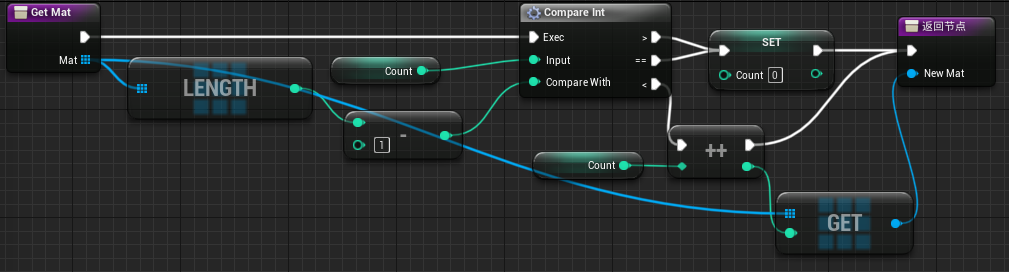 Get Mat
Mat
LENGTH
Count
1
-
Compare Int
Exec
>
Input
==
Compare With
<
SET
Count 0
Count
++
GET
返回节点
New Mat